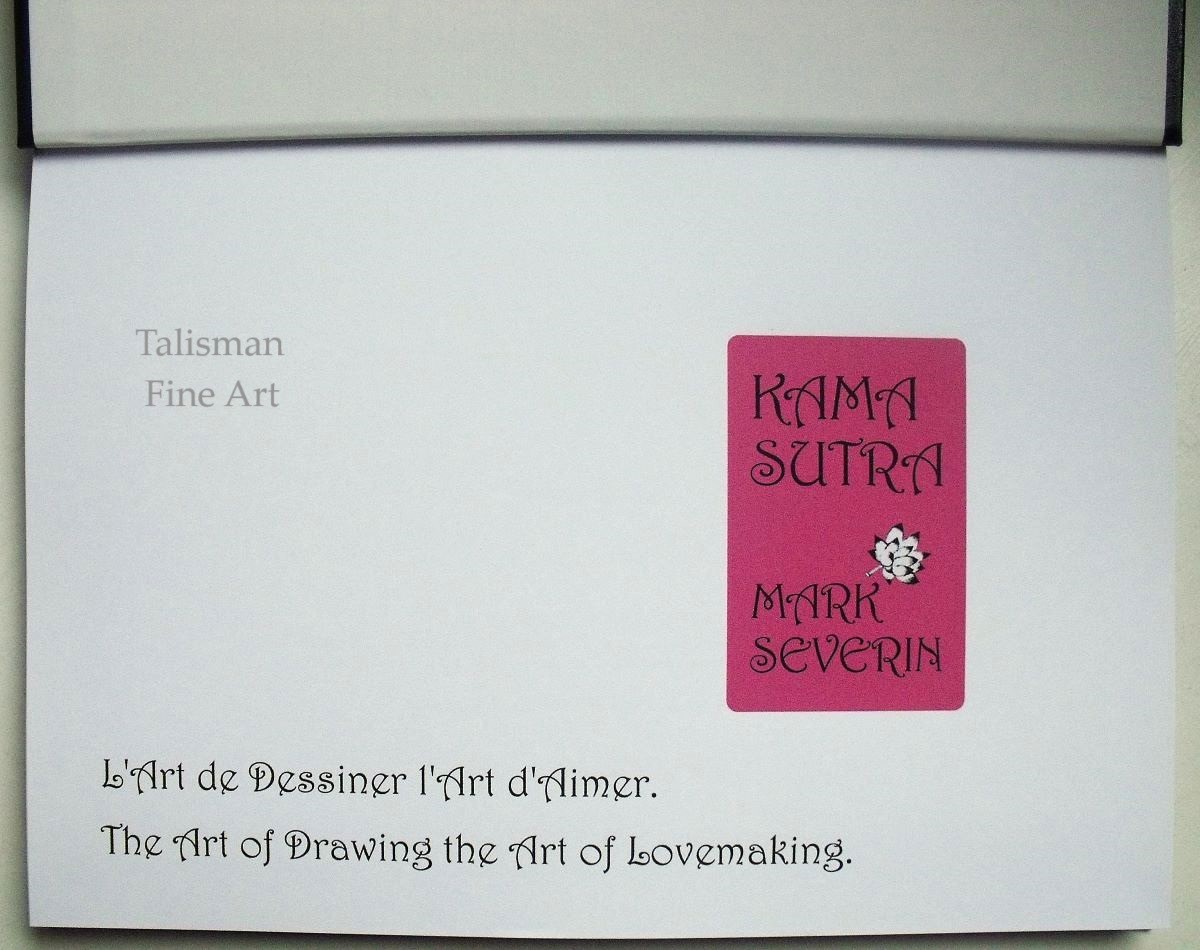 Talisman
Fine Art
KAMA
SUTRA
MARK
SEVERIN
L'Art de Dessiner l'Art d'Aimer.
The Art of Drawing the Art of Lovemaking.